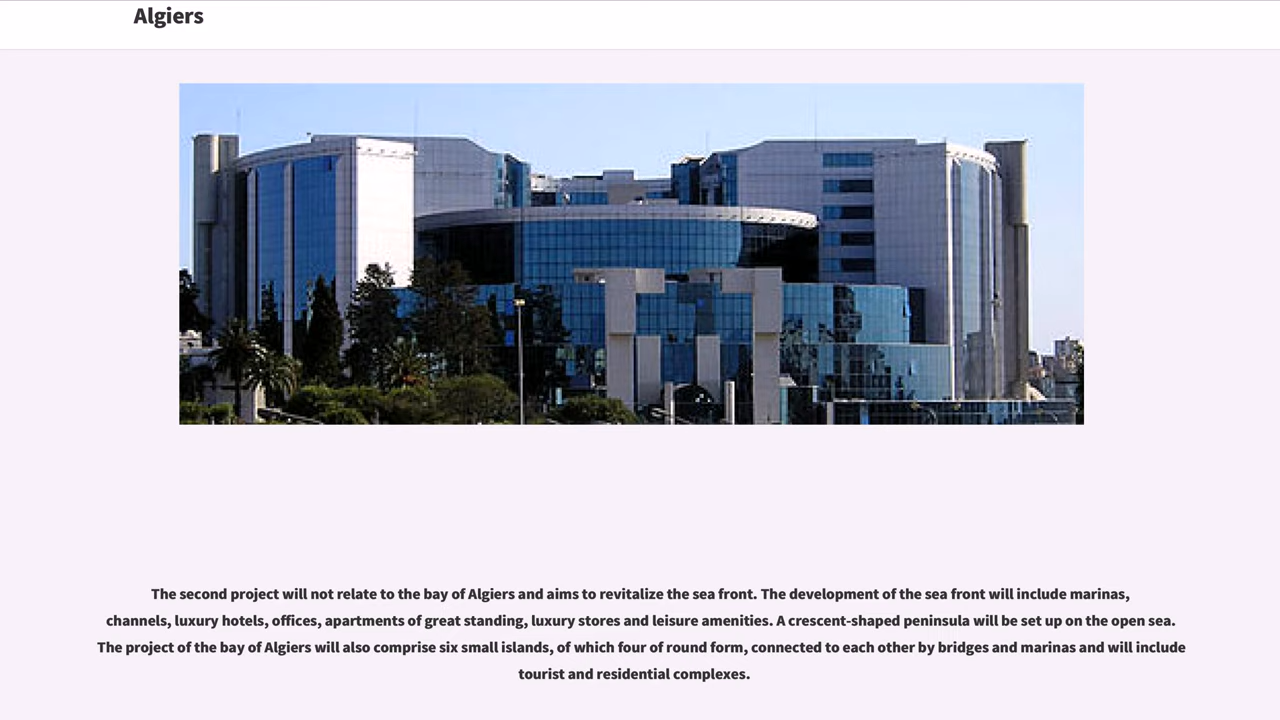 Algiers
The second project will not relate to the bay of Algiers and aims to revitalize the sea front. The development of the sea front will include marinas,
channels, luxury hotels, offices, apartments of great standing, luxury stores and leisure amenities. A crescent-shaped peninsula will be set up on the open sea.
The project of the bay of Algiers will also comprise six small islands, of which four of round form, connected to each other by bridges and marinas and will include
tourist and residential complexes.